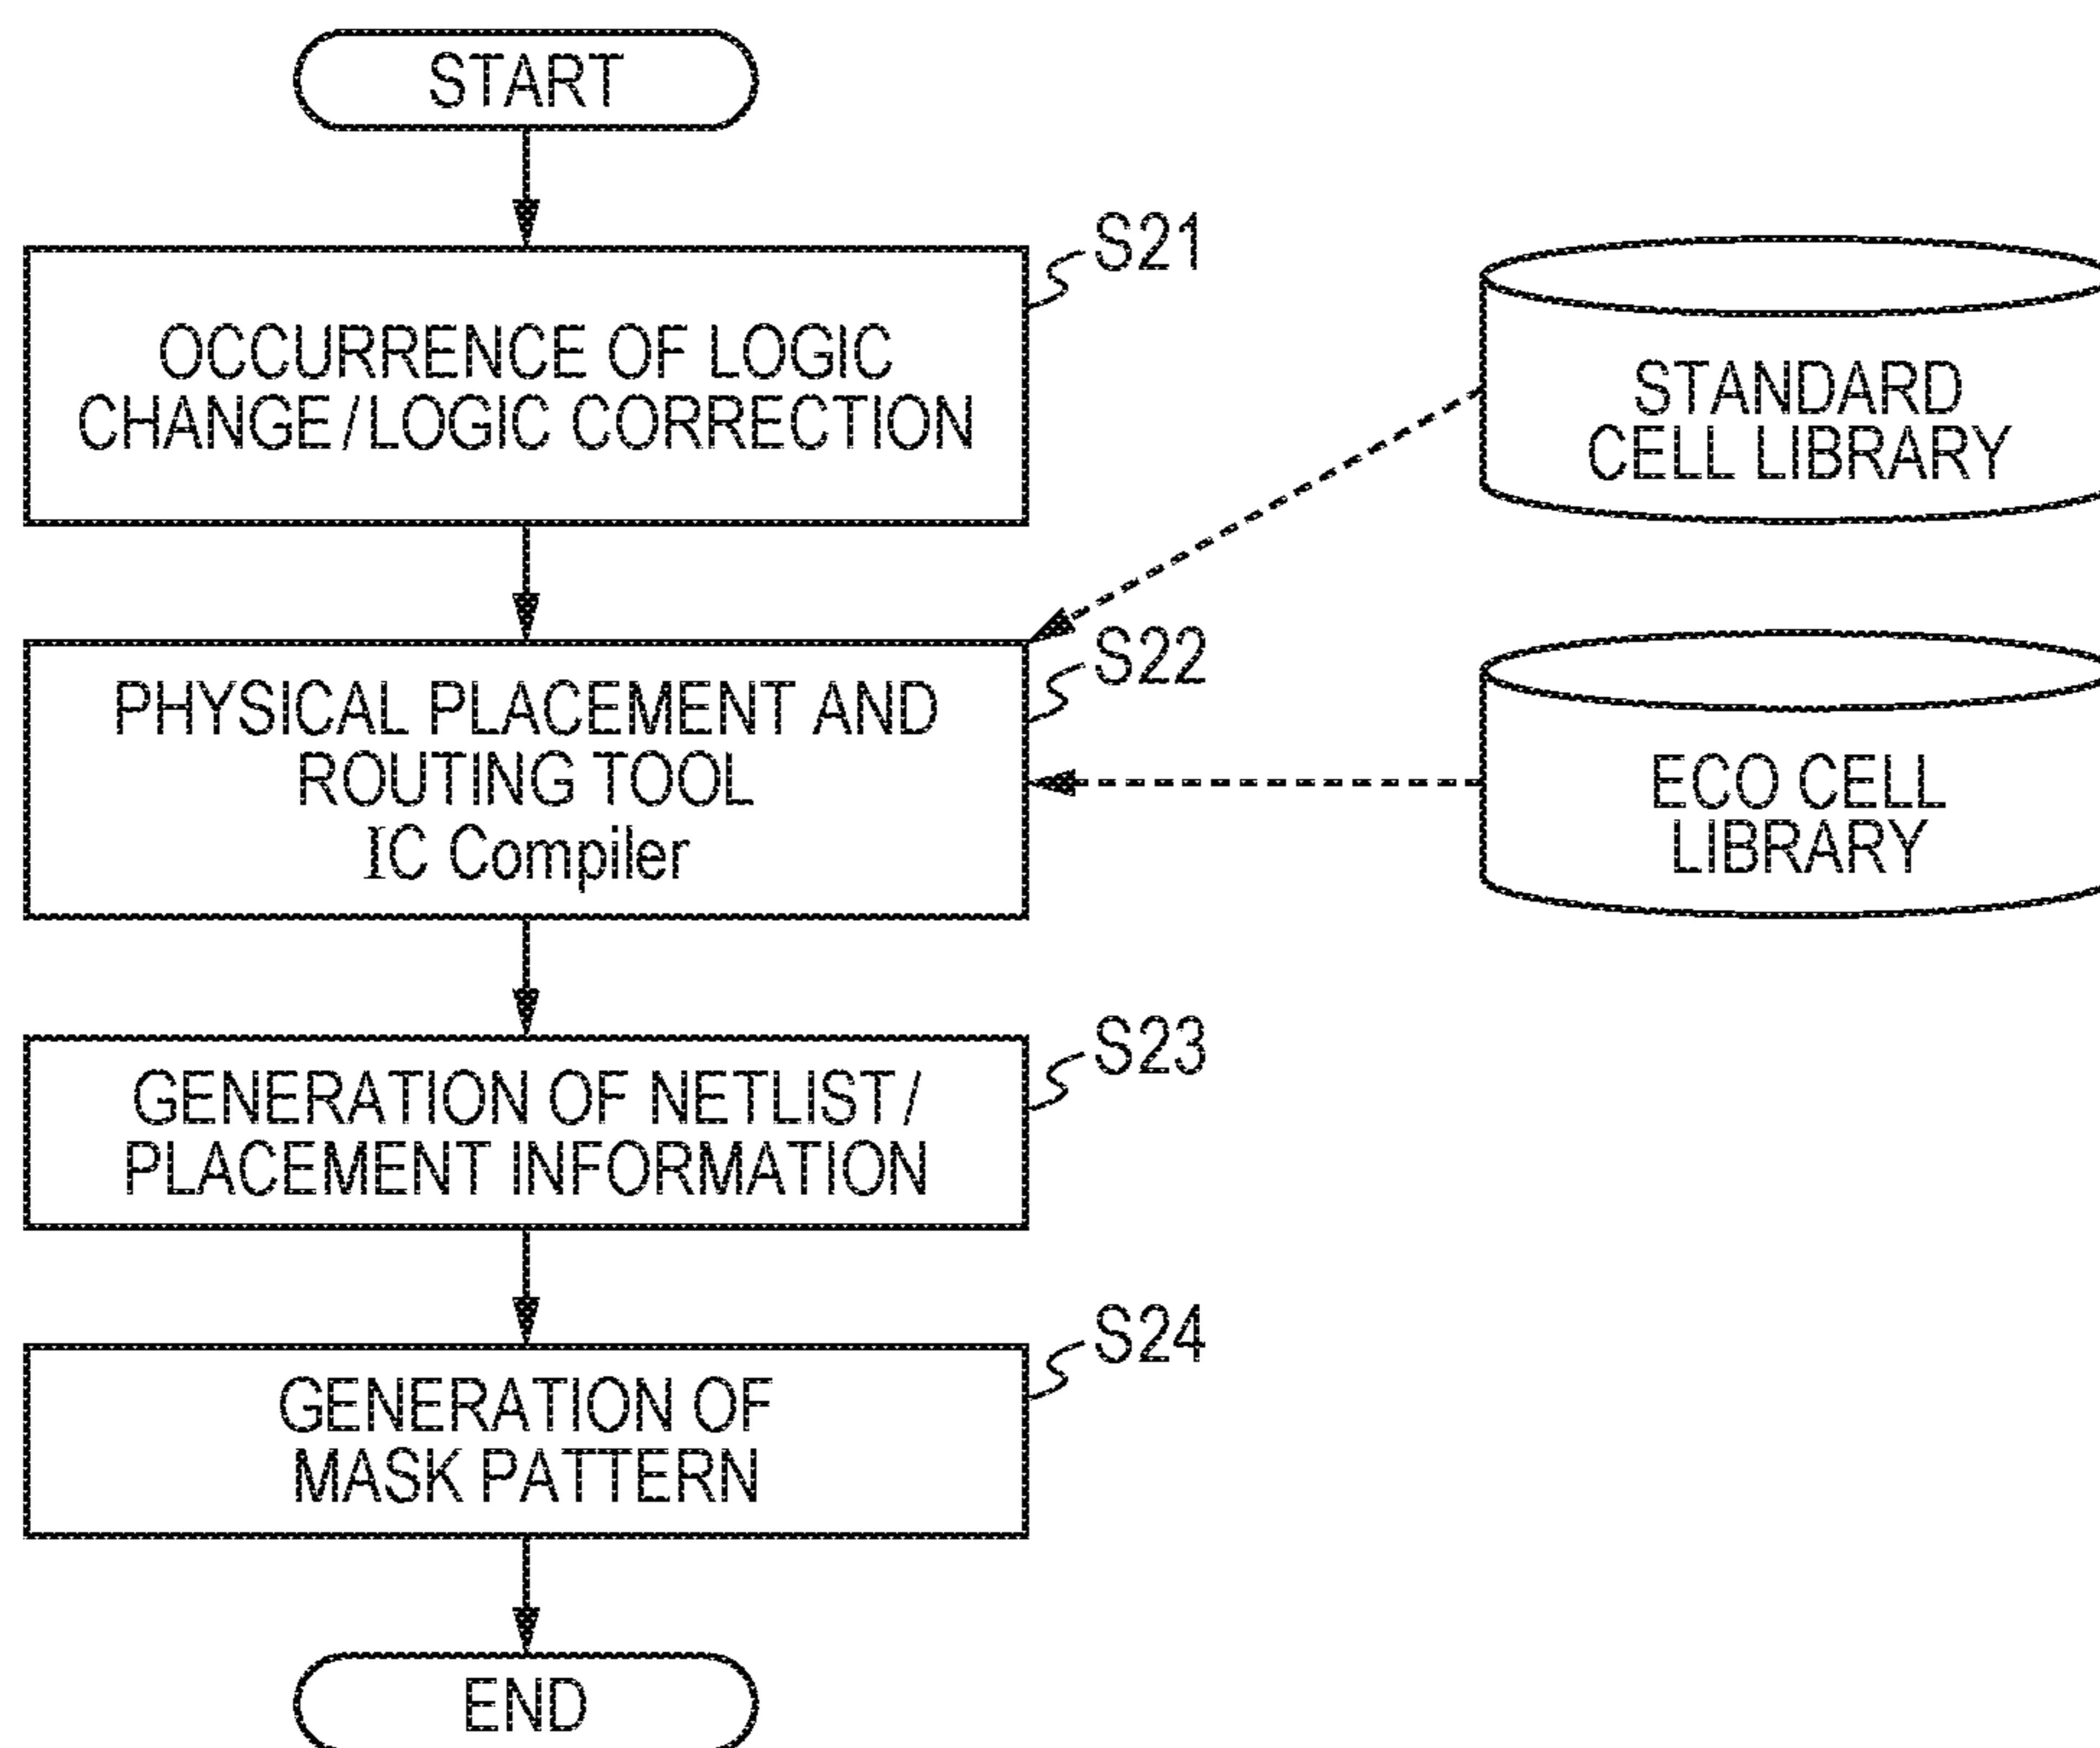 START
S21
OCCURRENCE OF LOGIC
CHANGE/LOGIC CORRECTION
STANDARD
CELL LIBRARY
S22
PHYSICAL PLACEMENT AND
ROUTING TOOL
IC Compiler
ECO CELL
LIBRARY
S23
GENERATION OF NETLIST/
PLACEMENT INFORMATION
S24
GENERATION OF
MASK PATTERN
END